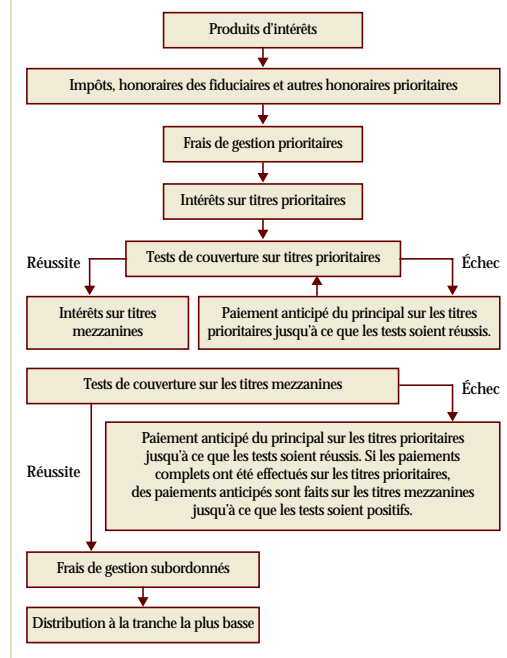 Produits d'intérêts
Impôts, honoraires des fiduciaires et autres honoraires prioritaires
Frais de gestion prioritaires
Intérêts sur titres prioritaires
Tests de couverture sur titres prioritaires
Réussite
Échec
Intérêts sur titres
mezzanines
Paiement anticipé du principal sur les titres
prioritaires jusqu'à ce que les tests soient réussis.
Tests de couverture sur les titres mezzanines
Échec
Paiement anticipé du principal sur les titres prioritaires
jusqu'à ce que les tests soient réussis. Si les paiements
complets ont été effectués sur les titres prioritaires,
des paiements anticipés sont faits sur les titres mezzanines
jusqu'à ce que les tests soient positifs.
Réussite
Frais de gestion subordonnés
Distribution à la tranche la plus basse